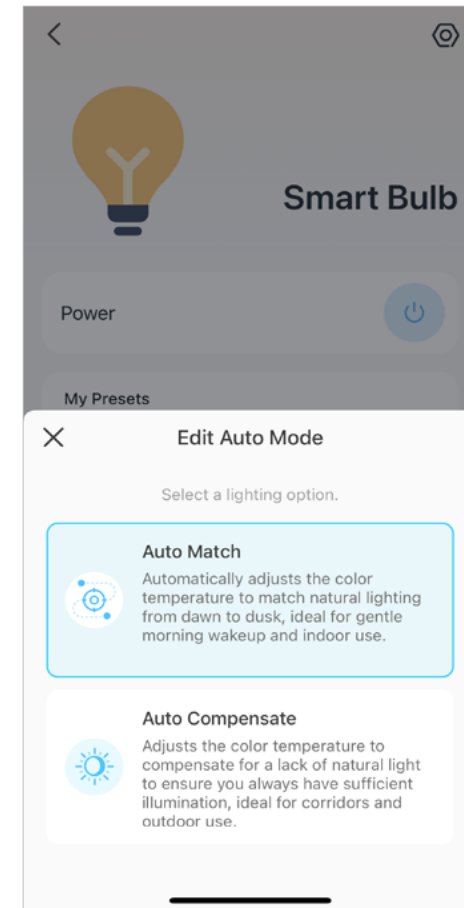 Smart Bulb
Power
My Presets
Edit Auto Mode
Select a lighting option.
Auto Match
Automatically adjusts the color
temperature to match natural lighting
from dawn to dusk, ideal for gentle
morning wakeup and indoor use.
Auto Compensate
Adjusts the color temperature to
compensate for a lack of natural light
to ensure you always have sufficient
illumination, ideal for corridors and
outdoor use.